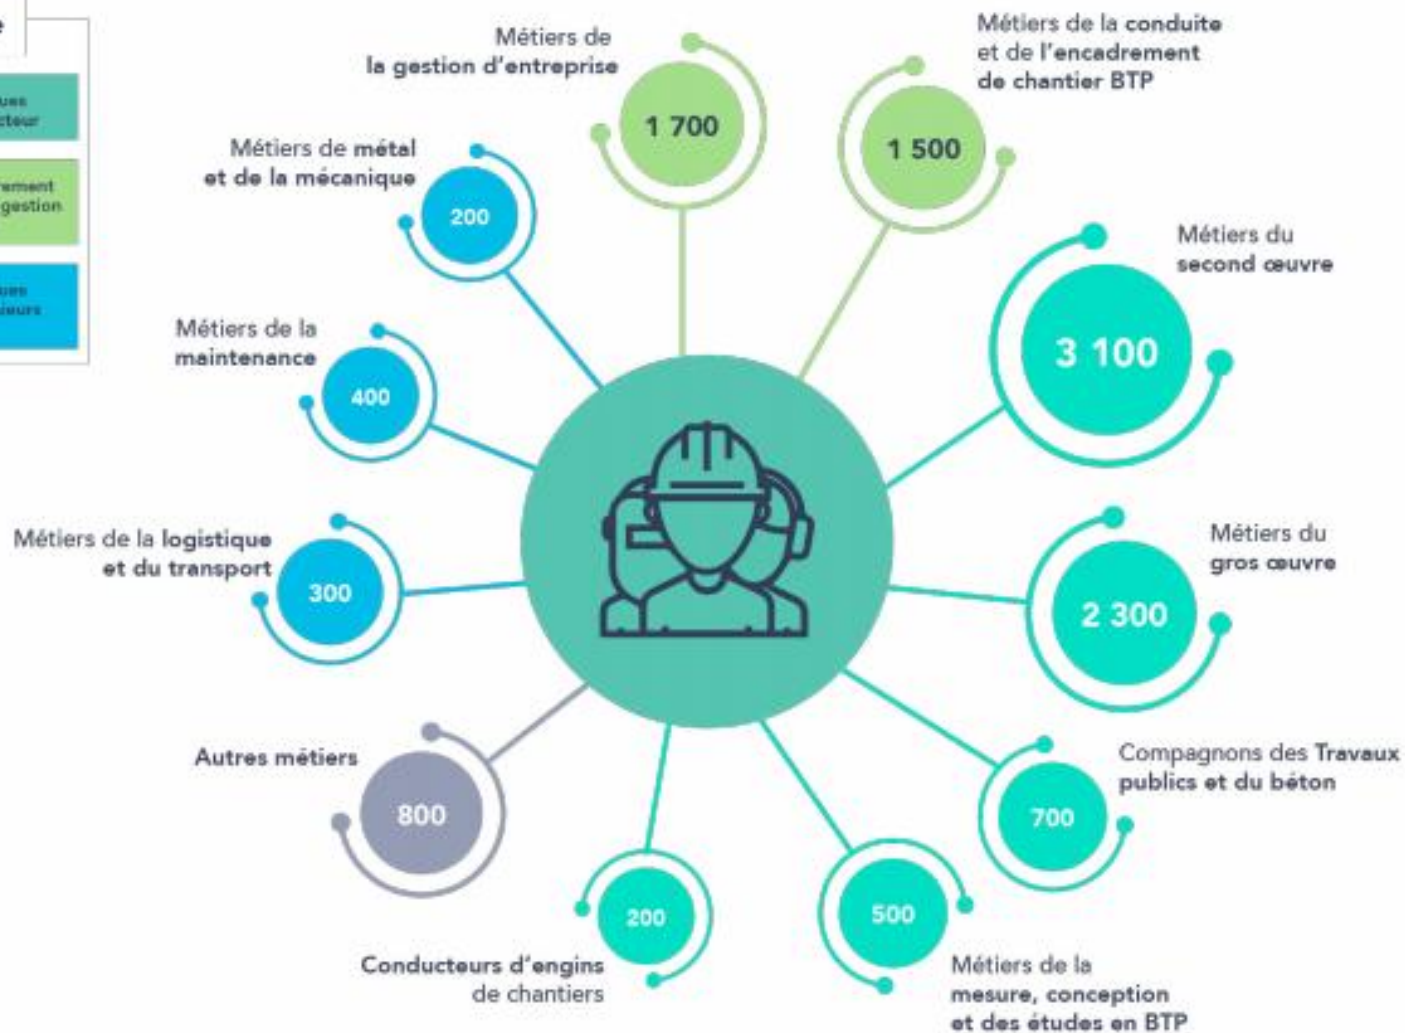 Métiers de
la gestion d'entreprise
1 700
Métiers de la conduite
et de l'encadrement
de chantier BTP
1 500
Métiers de métal
et de la mécanique
200
Métiers du
second œuvre
3 100
Métiers de la
maintenance
400
Métiers du
gros œuvre
2 300
Métiers de la logistique
et du transport
300
Compagnons des Travaux
publics et du béton
700
Autres métiers
800
Conducteurs d'engins
de chantiers
200
Métiers de la
mesure, conception
et des études en BTP
500
gestion